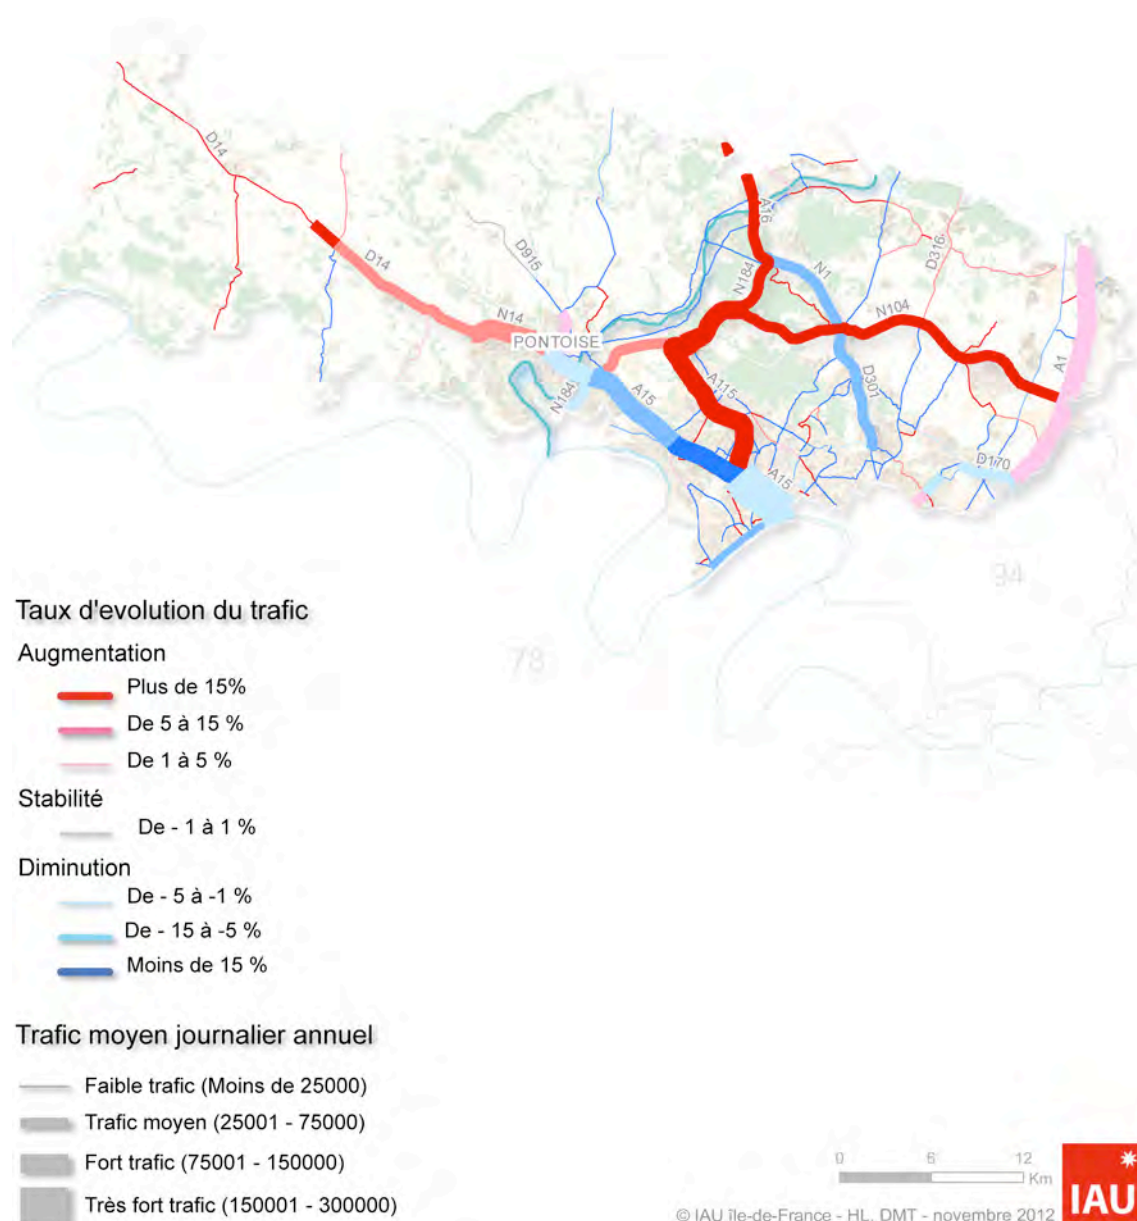 D14
A16
D316
D915
N184
N1
D14
N104
N14
PONTOISE
A1
A115
D301
N184
A15
D170
A15
94
78
Taux d'evolution du trafic
Augmentation
Plus de 15%
De 5 à 15 %
De 1 à 5 %
Stabilité
De - 1 à 1 %
Diminution
De - 5 à -1 %
De - 15 à -5 %
Moins de 15 %
Trafic moyen journalier annuel
Faible trafic (Moins de 25000)
Trafic moyen (25001 - 75000)
Fort trafic (75001 - 150000)
Très fort trafic (150001 - 300000)
0 6 12
Km
© IAU île-de-France - HL, DMT - novembre 2012
IAU